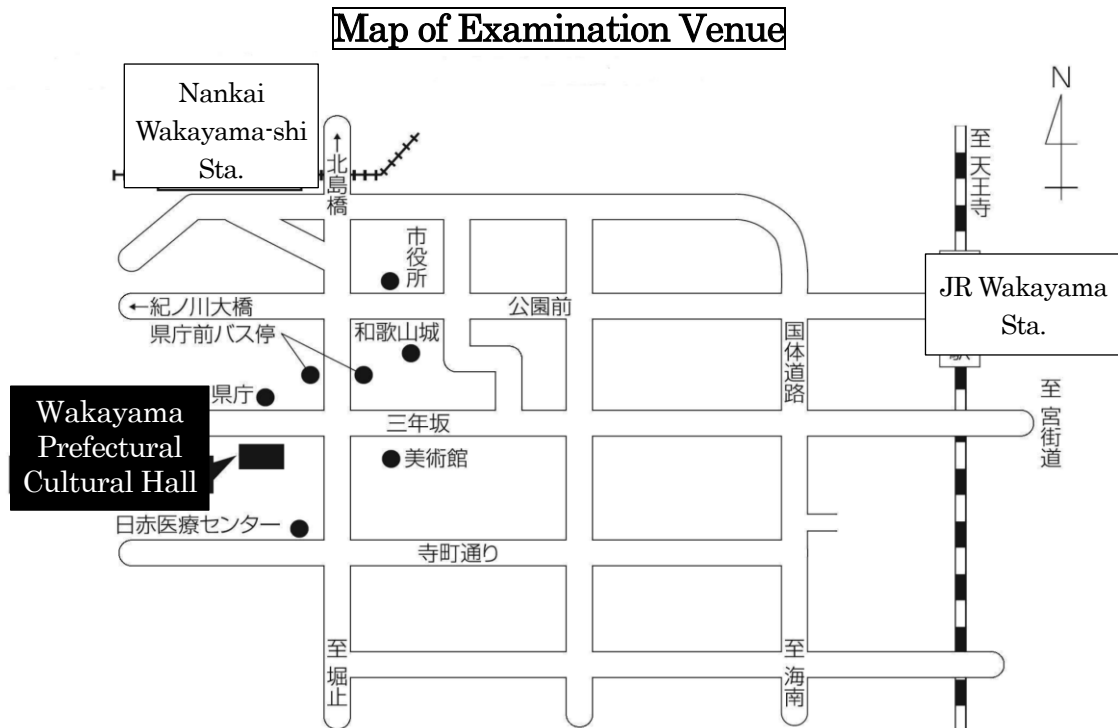 Map of Examination Venue
Nankai
Wakayama-shi
Sta.
N
↑北島橋
至 天王寺
市役所
JR Wakayama
Sta.
←紀ノ川大橋
公園前
県庁前バス停
和歌山城
国体道路
駅
県庁
至 宮街道
Wakayama
Prefectural
Cultural Hall
三年坂
美術館
日赤医療センター
寺町通り
至 堀止
至 海南